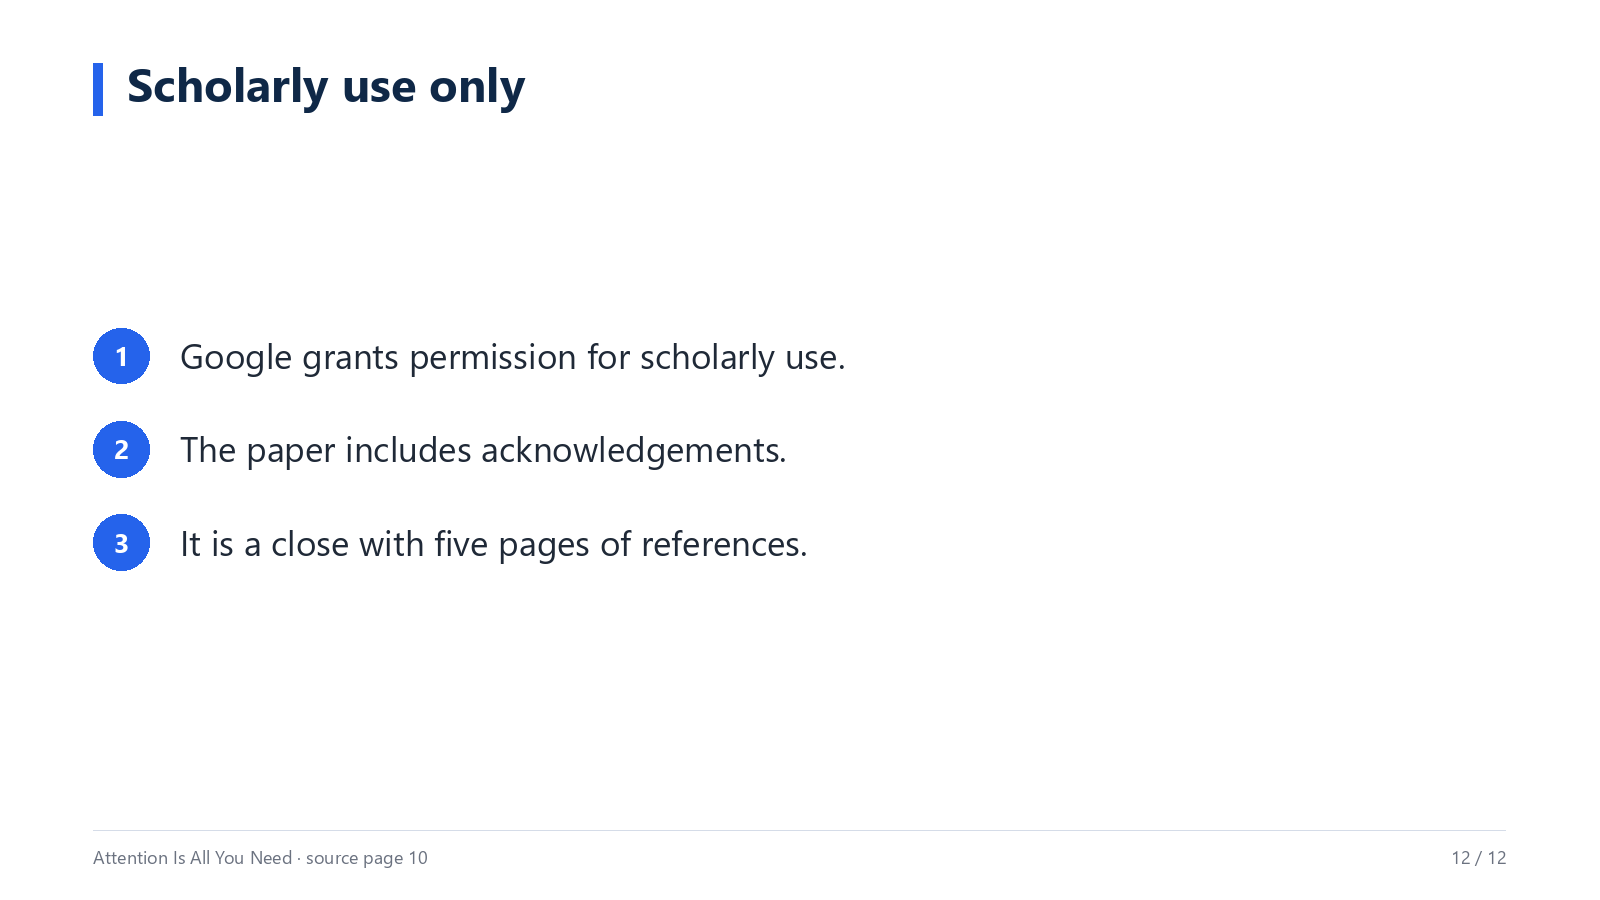 Scholarly use only
1 Google grants permission for scholarly use.
2 The paper includes acknowledgements.
3 It is a close with five pages of references.
Attention Is All You Need · source page 10
12 / 12